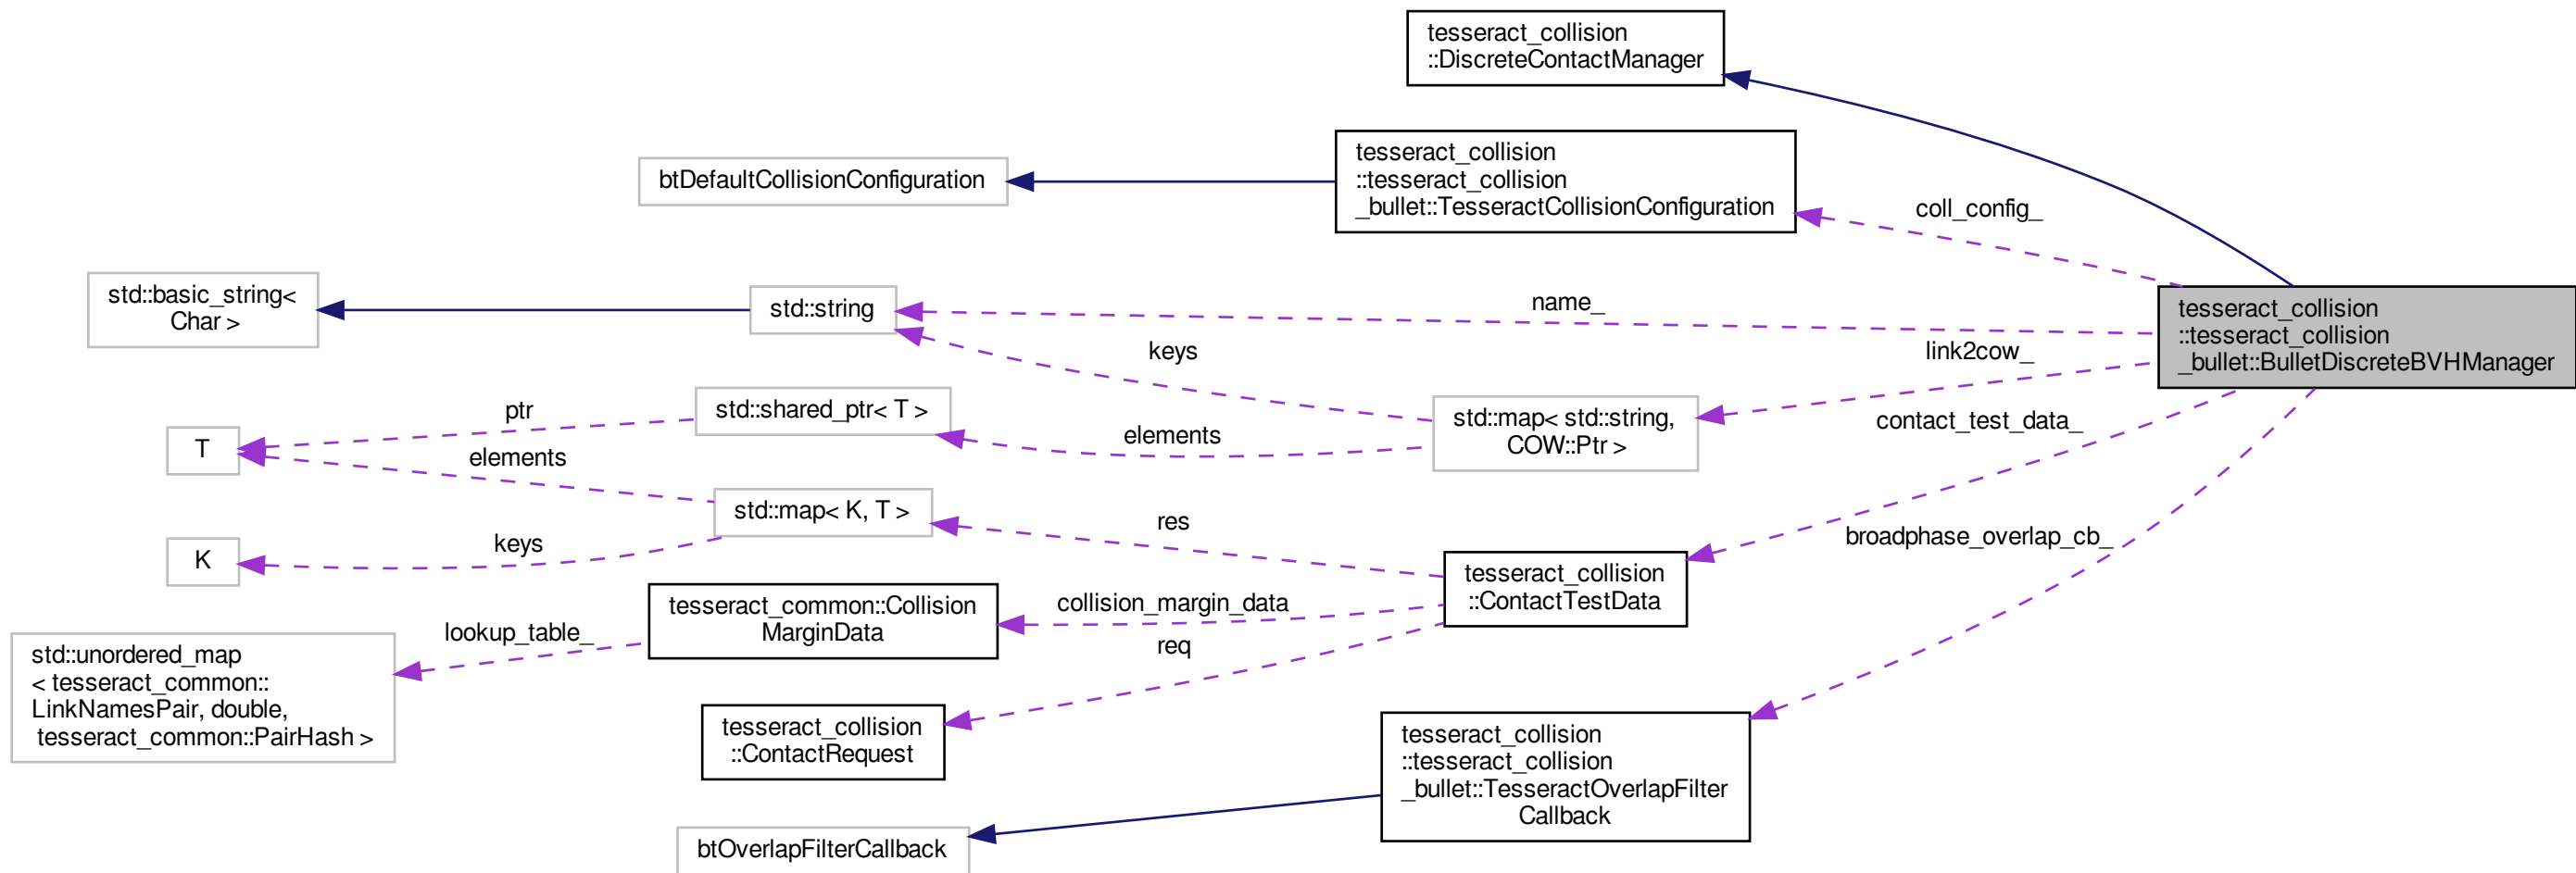 tesseract_collision
::DiscreteContactManager
tesseract_collision
::tesseract_collision
_bullet::TesseractCollisionConfiguration
btDefaultCollisionConfiguration
coll_config_
std::basic_string<
Char >
std::string
name_
tesseract_collision
::tesseract_collision
_bullet::BulletDiscreteBVHManager
keys
link2cow_
std::shared_ptr< T >
ptr
T
elements
elements
std::map< std::string,
COW::Ptr >
contact_test_data_
std::map< K, T >
res
K
keys
broadphase_overlap_cb_
tesseract_collision
::ContactTestData
tesseract_common::Collision
MarginData
collision_margin_data
lookup_table_
req
std::unordered_map
< tesseract_common::
LinkNamesPair, double,
tesseract_common::PairHash >
tesseract_collision
::ContactRequest
tesseract_collision
::tesseract_collision
_bullet::TesseractOverlapFilter
Callback
btOverlapFilterCallback